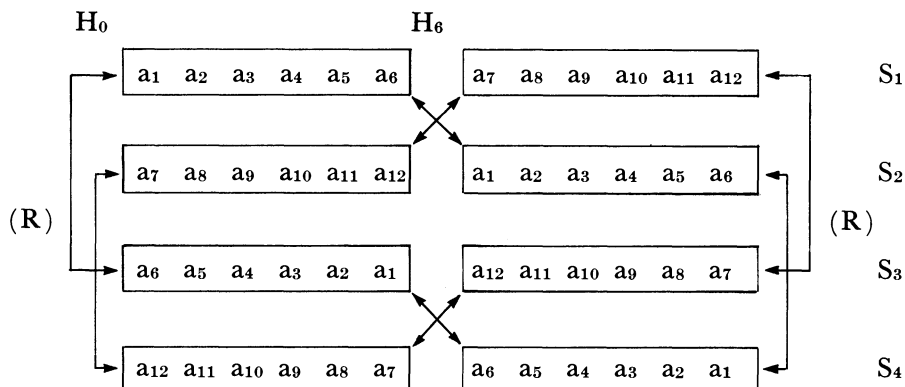 H₀ H₆
a₁ a₂ a₃ a₄ a₅ a₆ a₇ a₈ a₉ a₁₀ a₁₁ a₁₂ S₁
a₇ a₈ a₉ a₁₀ a₁₁ a₁₂ a₁ a₂ a₃ a₄ a₅ a₆ S₂
(R) (R)
a₆ a₅ a₄ a₃ a₂ a₁ a₁₂ a₁₁ a₁₀ a₉ a₈ a₇ S₃
a₁₂ a₁₁ a₁₀ a₉ a₈ a₇ a₆ a₅ a₄ a₃ a₂ a₁ S₄